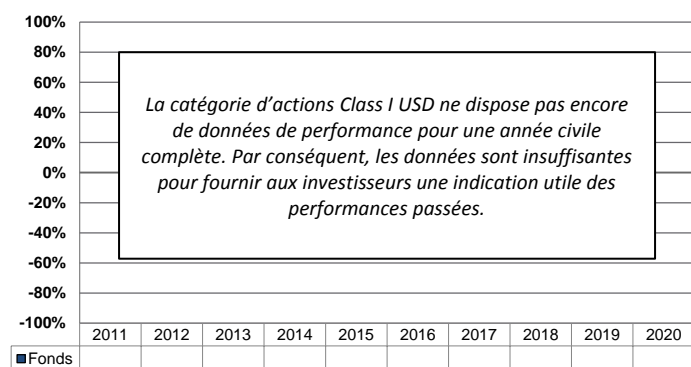 100%
80%
60%
40%
20%
0%
-20%
-40%
-60%
-80%
-100%
La catégorie d'actions Class I USD ne dispose pas encore
de données de performance pour une année civile
complète. Par conséquent, les données sont insuffisantes
pour fournir aux investisseurs une indication utile des
performances passées.
2011 2012 2013 2014 2015 2016 2017 2018 2019 2020
Fonds